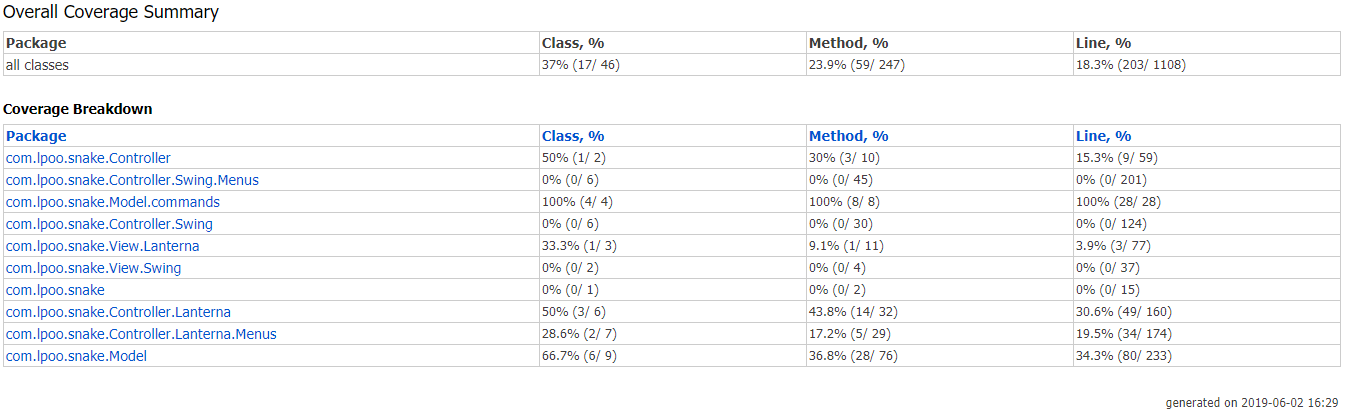 Overall Coverage Summary
Package Class, % Method, % Line, %
all classes 37% (17/ 46) 23.9% (59/ 247) 18.3% (203/ 1108)
Coverage Breakdown
Package Class, % Method, % Line, %
com.lpoo.snake.Controller 50% (1/ 2) 30% (3/ 10) 15.3% (9/ 59)
com.lpoo.snake.Controller.Swing.Menus 0% (0/ 6) 0% (0/ 45) 0% (0/ 201)
com.lpoo.snake.Model.commands 100% (4/ 4) 100% (8/ 8) 100% (28/ 28)
com.lpoo.snake.Controller.Swing 0% (0/ 6) 0% (0/ 30) 0% (0/ 124)
com.lpoo.snake.View.Lanterna 33.3% (1/ 3) 9.1% (1/ 11) 3.9% (3/ 77)
com.lpoo.snake.View.Swing 0% (0/ 2) 0% (0/ 4) 0% (0/ 37)
com.lpoo.snake 0% (0/ 1) 0% (0/ 2) 0% (0/ 15)
com.lpoo.snake.Controller.Lanterna 50% (3/ 6) 43.8% (14/ 32) 30.6% (49/ 160)
com.lpoo.snake.Controller.Lanterna.Menus 28.6% (2/ 7) 17.2% (5/ 29) 19.5% (34/ 174)
com.lpoo.snake.Model 66.7% (6/ 9) 36.8% (28/ 76) 34.3% (80/ 233)
generated on 2019-06-02 16:29